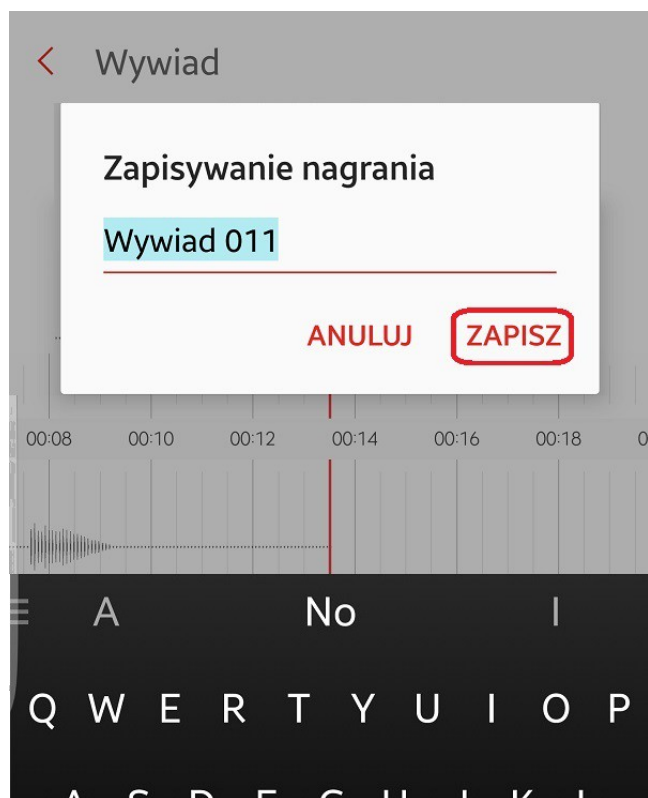 Wywiad
Zapisywanie nagrania
Wywiad 011
ANULUJ ZAPISZ
00:08 00:10 00:12 00:14 00:16 00:18
A No I
Q W E R T Y U I O P